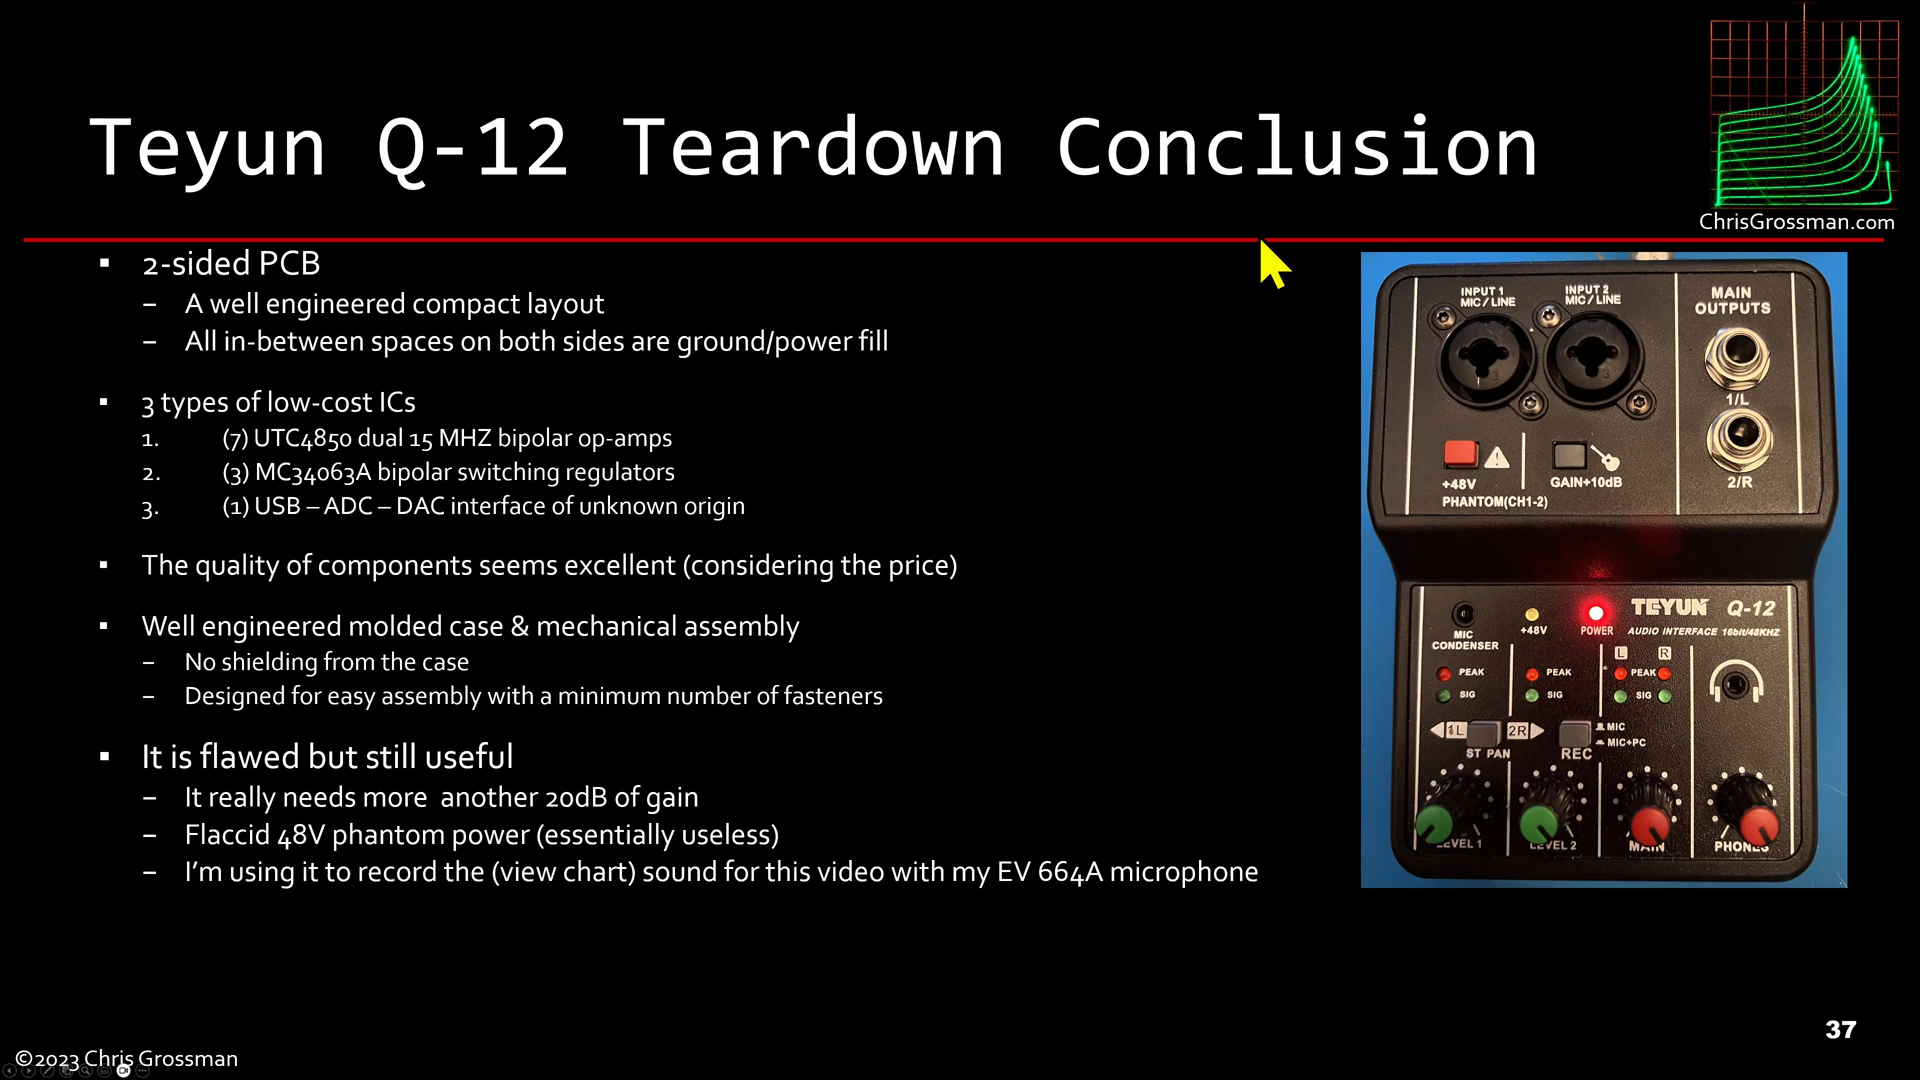 Teyun Q-12 Teardown Conclusion
ChrisGrossman.com
▪ 2-sided PCB
– A well engineered compact layout
– All in-between spaces on both sides are ground/power fill
▪ 3 types of low-cost ICs
1. (7) UTC4850 dual 15 MHZ bipolar op-amps
2. (3) MC34063A bipolar switching regulators
3. (1) USB – ADC – DAC interface of unknown origin
▪ The quality of components seems excellent (considering the price)
▪ Well engineered molded case & mechanical assembly
– No shielding from the case
– Designed for easy assembly with a minimum number of fasteners
▪ It is flawed but still useful
– It really needs more  another 20dB of gain
– Flaccid 48V phantom power (essentially useless)
– I'm using it to record the (view chart) sound for this video with my EV 664A microphone
INPUT 1
MIC/LINE
INPUT 2
MIC/LINE
MAIN
OUTPUTS
1/L
2/R
+48V
PHANTOM(CH1-2)
GAIN+10dB
TEYUN Q-12
AUDIO INTERFACE 16bit/48KHZ
MIC
CONDENSER
+48V
POWER
L R
PEAK PEAK PEAK
SIG SIG SIG
1L 2R
ST PAN
REC
MIC
MIC+PC
LEVEL 1
LEVEL 2
MAIN
PHONES
37
©2023 Chris Grossman